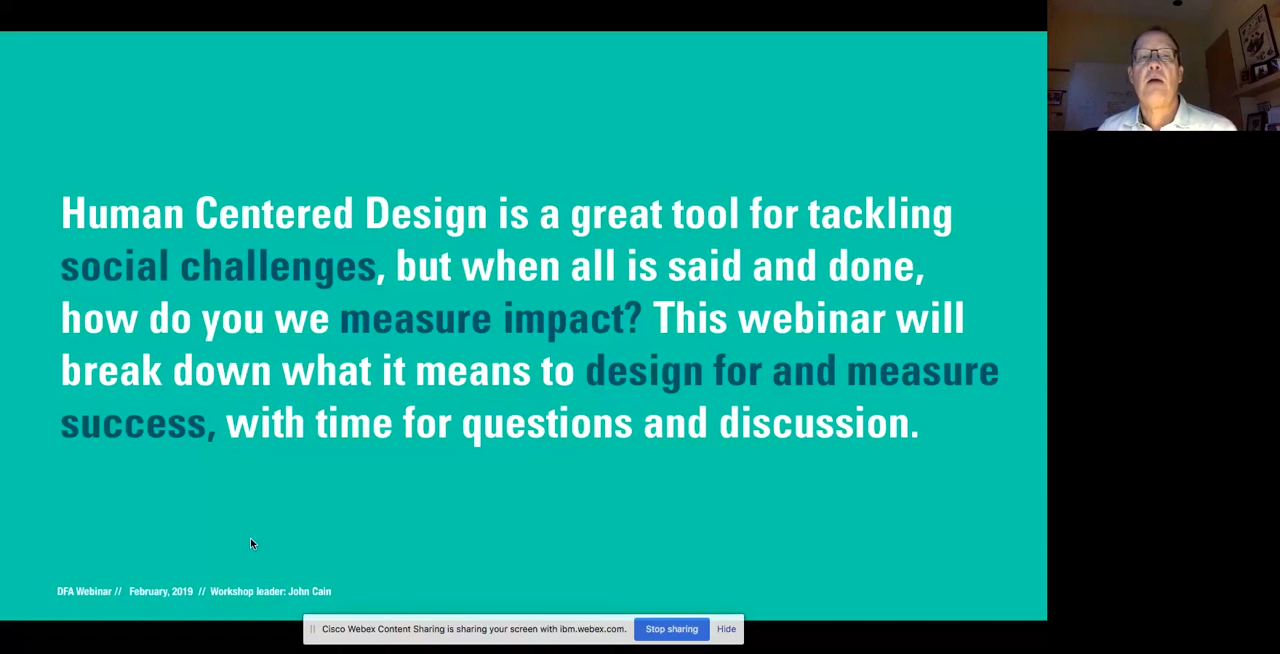 Human Centered Design is a great tool for tackling
social challenges, but when all is said and done,
how do you we measure impact? This webinar will
break down what it means to design for and measure
success, with time for questions and discussion.
DFA Webinar // February, 2019 // Workshop leader: John Cain
Cisco Webex Content Sharing is sharing your screen with ibm.webex.com. Stop sharing Hide